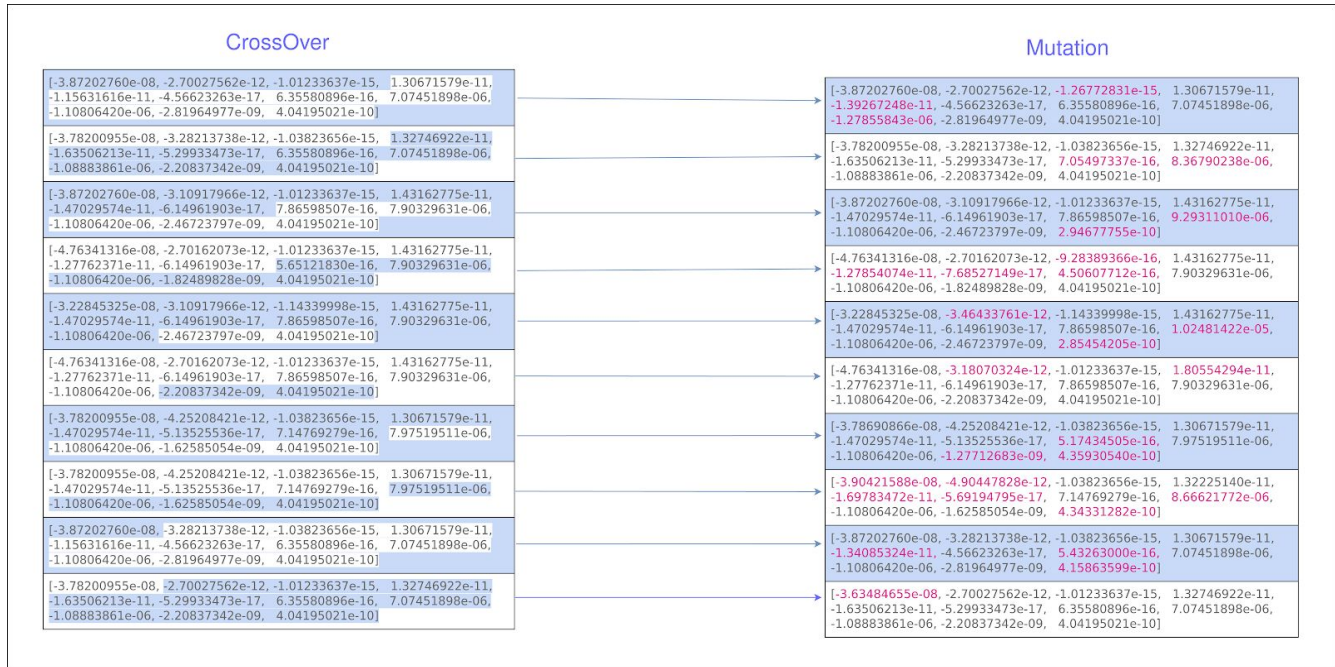 CrossOver
[-3.87202760e-08, -2.70027562e-12, -1.01233637e-15, 1.30671579e-11,
-1.15631616e-11, -4.56623263e-17, 6.35580896e-16, 7.07451898e-06,
-1.10806420e-06, -2.81964977e-09, 4.04195021e-10]
[-3.78200955e-08, -3.28213738e-12, -1.03823656e-15, 1.32746922e-11,
-1.63506213e-11, -5.29933473e-17, 6.35580896e-16, 7.07451898e-06,
-1.08883861e-06, -2.20837342e-09, 4.04195021e-10]
[-3.87202760e-08, -3.10917966e-12, -1.01233637e-15, 1.43162775e-11,
-1.47029574e-11, -6.14961903e-17, 7.86598507e-16, 7.90329631e-06,
-1.10806420e-06, -2.46723797e-09, 4.04195021e-10]
[-4.76341316e-08, -2.70162073e-12, -1.01233637e-15, 1.43162775e-11,
-1.27762371e-11, -6.14961903e-17, 5.65121830e-16, 7.90329631e-06,
-1.10806420e-06, -1.82489828e-09, 4.04195021e-10]
[-3.22845325e-08, -3.10917966e-12, -1.14339998e-15, 1.43162775e-11,
-1.47029574e-11, -6.14961903e-17, 7.86598507e-16, 7.90329631e-06,
-1.10806420e-06, -2.46723797e-09, 4.04195021e-10]
[-4.76341316e-08, -2.70162073e-12, -1.01233637e-15, 1.43162775e-11,
-1.27762371e-11, -6.14961903e-17, 7.86598507e-16, 7.90329631e-06,
-1.10806420e-06, -2.20837342e-09, 4.04195021e-10]
[-3.78200955e-08, -4.25208421e-12, -1.03823656e-15, 1.30671579e-11,
-1.47029574e-11, -5.13525536e-17, 7.14769279e-16, 7.97519511e-06,
-1.10806420e-06, -1.62585054e-09, 4.04195021e-10]
[-3.78200955e-08, -4.25208421e-12, -1.03823656e-15, 1.30671579e-11,
-1.47029574e-11, -5.13525536e-17, 7.14769279e-16, 7.97519511e-06,
-1.10806420e-06, -1.62585054e-09, 4.04195021e-10]
[-3.87202760e-08, -3.28213738e-12, -1.03823656e-15, 1.30671579e-11,
-1.15631616e-11, -4.56623263e-17, 6.35580896e-16, 7.07451898e-06,
-1.10806420e-06, -2.81964977e-09, 4.04195021e-10]
[-3.78200955e-08, -2.70027562e-12, -1.01233637e-15, 1.32746922e-11,
-1.63506213e-11, -5.29933473e-17, 6.35580896e-16, 7.07451898e-06,
-1.08883861e-06, -2.20837342e-09, 4.04195021e-10]
Mutation
[-3.87202760e-08, -2.70027562e-12, -1.26772831e-15, 1.30671579e-11,
-1.39267248e-11, -4.56623263e-17, 6.35580896e-16, 7.07451898e-06,
-1.27855843e-06, -2.81964977e-09, 4.04195021e-10]
[-3.78200955e-08, -3.28213738e-12, -1.03823656e-15, 1.32746922e-11,
-1.63506213e-11, -5.29933473e-17, 7.05497337e-16, 8.36790238e-06,
-1.08883861e-06, -2.20837342e-09, 4.04195021e-10]
[-3.87202760e-08, -3.10917966e-12, -1.01233637e-15, 1.43162775e-11,
-1.47029574e-11, -6.14961903e-17, 7.86598507e-16, 9.29311010e-06,
-1.10806420e-06, -2.46723797e-09, 2.94677755e-10]
[-4.76341316e-08, -2.70162073e-12, -9.28389366e-16, 1.43162775e-11,
-1.27854074e-11, -7.68527149e-17, 4.50607712e-16, 7.90329631e-06,
-1.10806420e-06, -1.82489828e-09, 4.04195021e-10]
[-3.22845325e-08, -3.46433761e-12, -1.14339998e-15, 1.43162775e-11,
-1.47029574e-11, -6.14961903e-17, 7.86598507e-16, 1.02481422e-05,
-1.10806420e-06, -2.46723797e-09, 2.85454205e-10]
[-4.76341316e-08, -3.18070324e-12, -1.01233637e-15, 1.80554294e-11,
-1.27762371e-11, -6.14961903e-17, 7.86598507e-16, 7.90329631e-06,
-1.10806420e-06, -2.20837342e-09, 4.04195021e-10]
[-3.78690866e-08, -4.25208421e-12, -1.03823656e-15, 1.30671579e-11,
-1.47029574e-11, -5.13525536e-17, 5.17434505e-16, 7.97519511e-06,
-1.10806420e-06, -1.27712683e-09, 4.35930540e-10]
[-3.90421588e-08, -4.90447828e-12, -1.03823656e-15, 1.32225140e-11,
-1.69783472e-11, -5.69194795e-17, 7.14769279e-16, 8.66621772e-06,
-1.10806420e-06, -1.62585054e-09, 4.34331282e-10]
[-3.87202760e-08, -3.28213738e-12, -1.03823656e-15, 1.30671579e-11,
-1.34085324e-11, -4.56623263e-17, 5.43263000e-16, 7.07451898e-06,
-1.10806420e-06, -2.81964977e-09, 4.15863599e-10]
[-3.63484655e-08, -2.70027562e-12, -1.01233637e-15, 1.32746922e-11,
-1.63506213e-11, -5.29933473e-17, 6.35580896e-16, 7.07451898e-06,
-1.08883861e-06, -2.20837342e-09, 4.04195021e-10]